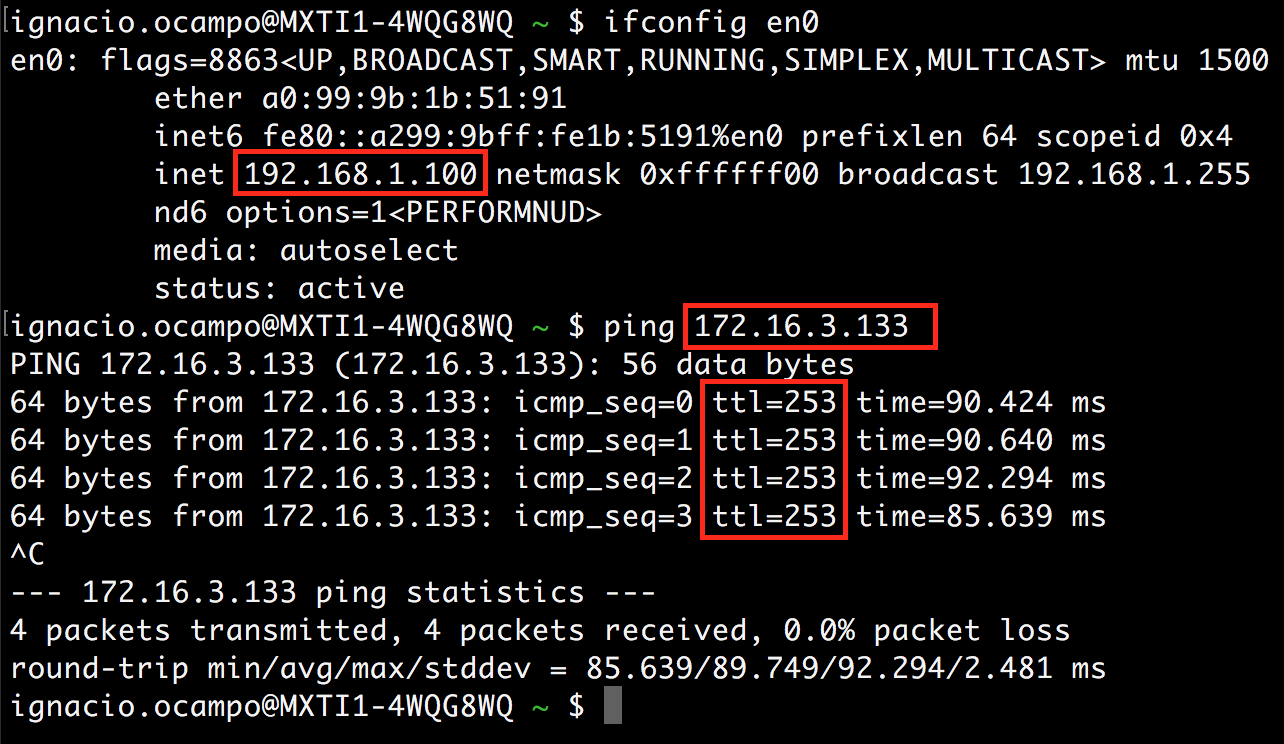 [ignacio.ocampo@MXTI1-4WQG8WQ ~ $ ifconfig en0
en0: flags=8863<UP,BROADCAST,SMART,RUNNING,SIMPLEX,MULTICAST> mtu 1500
ether a0:99:9b:1b:51:91
inet6 fe80::a299:9bff:fe1b:5191%en0 prefixlen 64 scopeid 0x4
inet 192.168.1.100 netmask 0xffffff00 broadcast 192.168.1.255
nd6 options=1<PERFORMNUD>
media: autoselect
status: active
[ignacio.ocampo@MXTI1-4WQG8WQ ~ $ ping 172.16.3.133
PING 172.16.3.133 (172.16.3.133): 56 data bytes
64 bytes from 172.16.3.133: icmp_seq=0 ttl=253 time=90.424 ms
64 bytes from 172.16.3.133: icmp_seq=1 ttl=253 time=90.640 ms
64 bytes from 172.16.3.133: icmp_seq=2 ttl=253 time=92.294 ms
64 bytes from 172.16.3.133: icmp_seq=3 ttl=253 time=85.639 ms
^C
--- 172.16.3.133 ping statistics ---
4 packets transmitted, 4 packets received, 0.0% packet loss
round-trip min/avg/max/stddev = 85.639/89.749/92.294/2.481 ms
ignacio.ocampo@MXTI1-4WQG8WQ ~ $